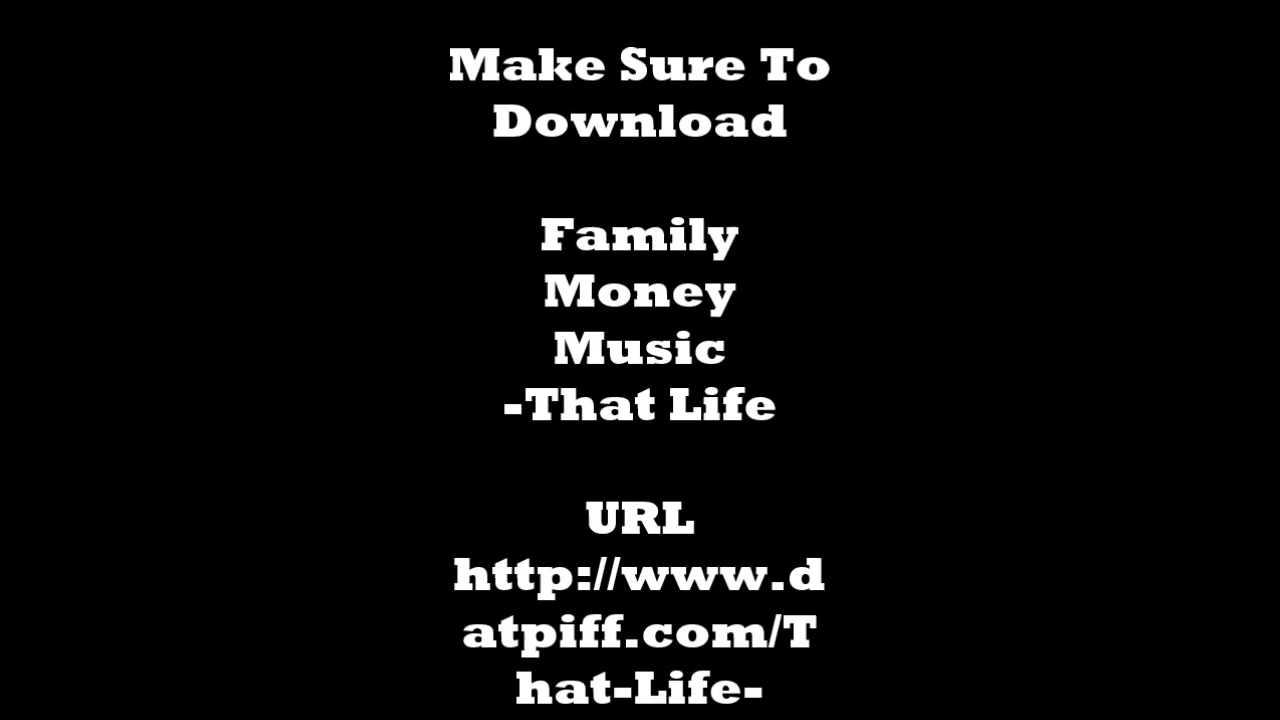 Make Sure To
Download
Family
Money
Music
-That Life
URL
http://www.d
atpiff.com/T
hat-Life-